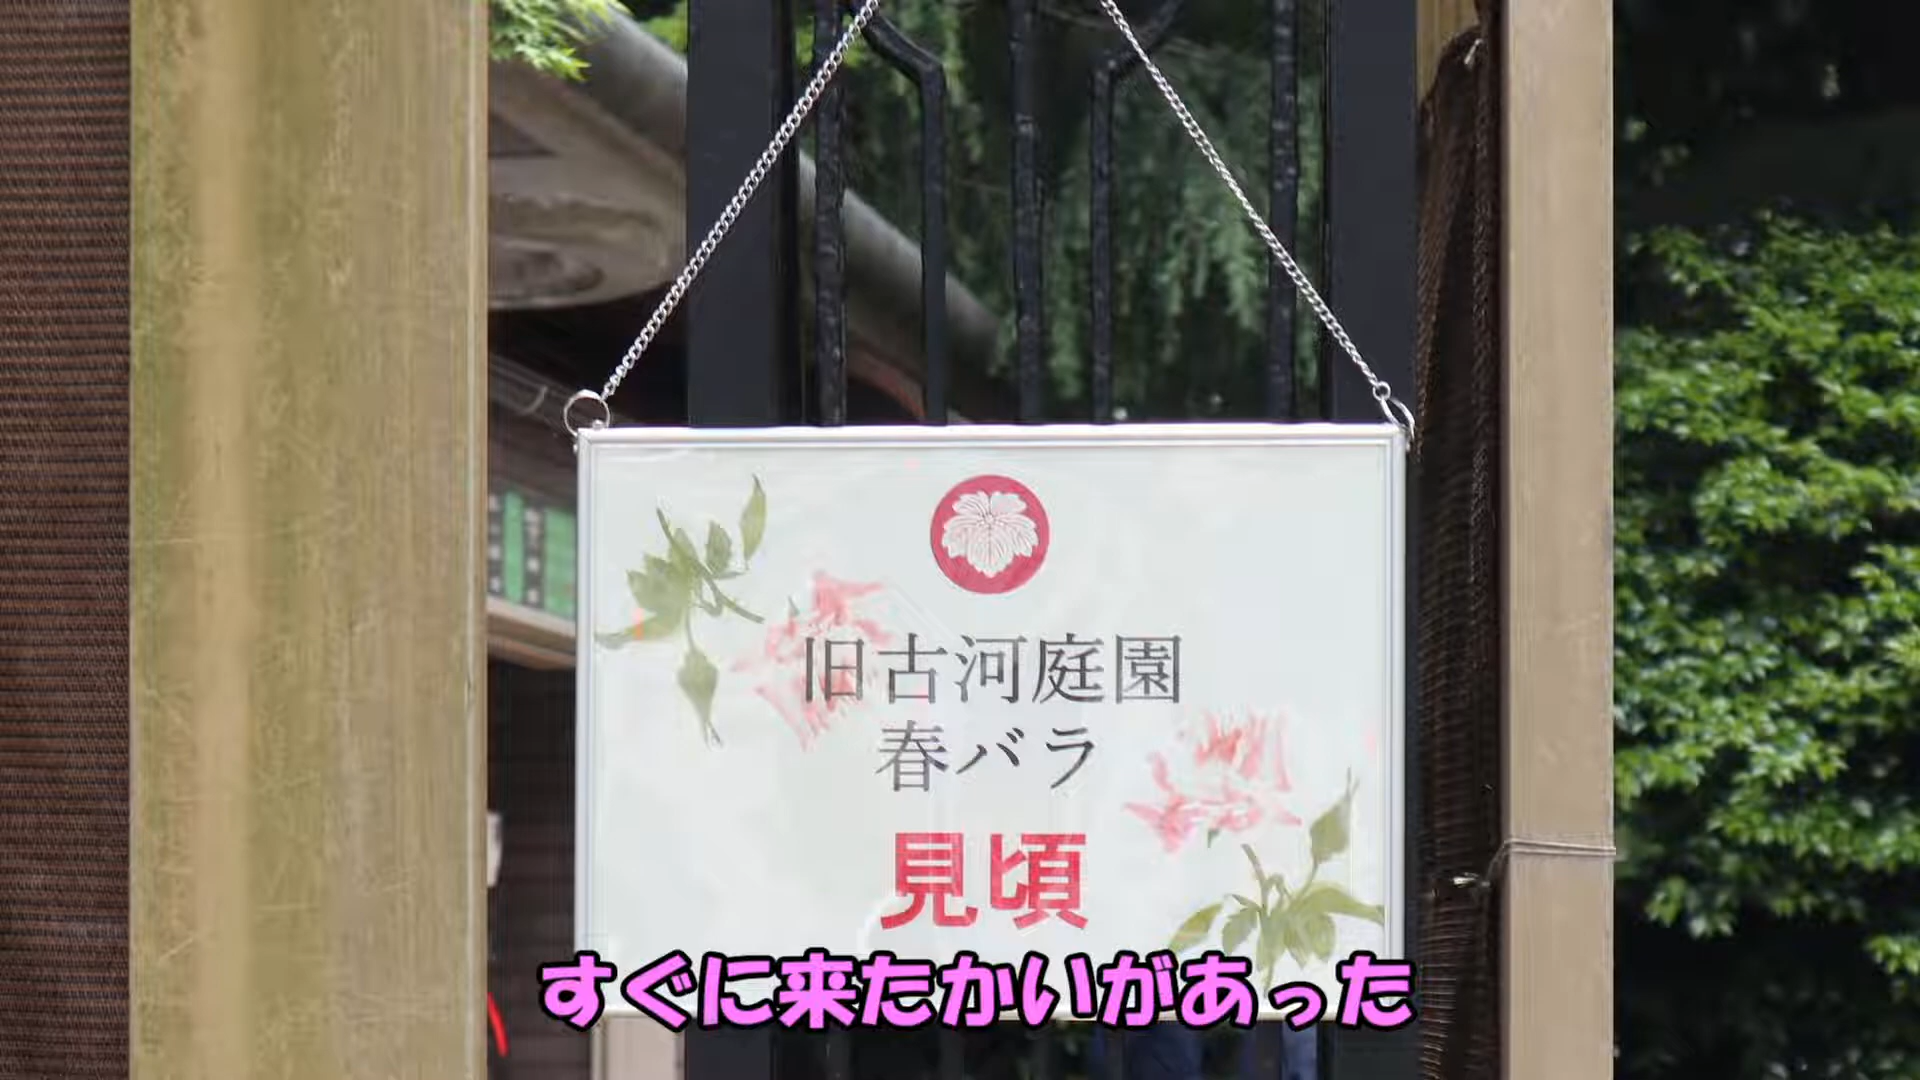 旧古河庭園
春バラ
見頃
すぐに来たかいがあった